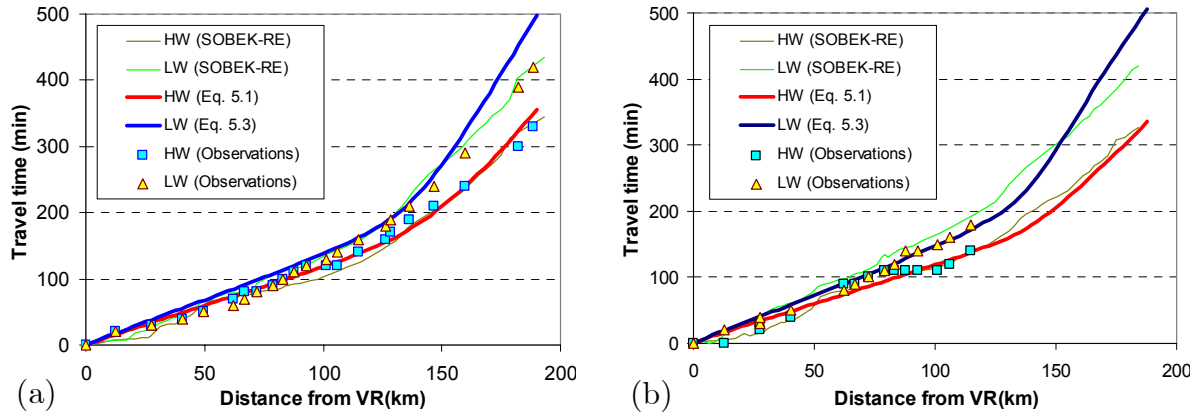 500
400
300
200
100
0
Travel time (min)
HW (SOBEK-RE)
LW (SOBEK-RE)
HW (Eq. 5.1)
LW (Eq. 5.3)
HW (Observations)
LW (Observations)
0 50 100 150 200
Distance from VR(km)
(a)
500
400
300
200
100
0
Travel time (min)
HW (SOBEK-RE)
LW (SOBEK-RE)
HW (Eq. 5.1)
LW (Eq. 5.3)
HW (Observations)
LW (Observations)
0 50 100 150 200
Distance from VR(km)
(b)